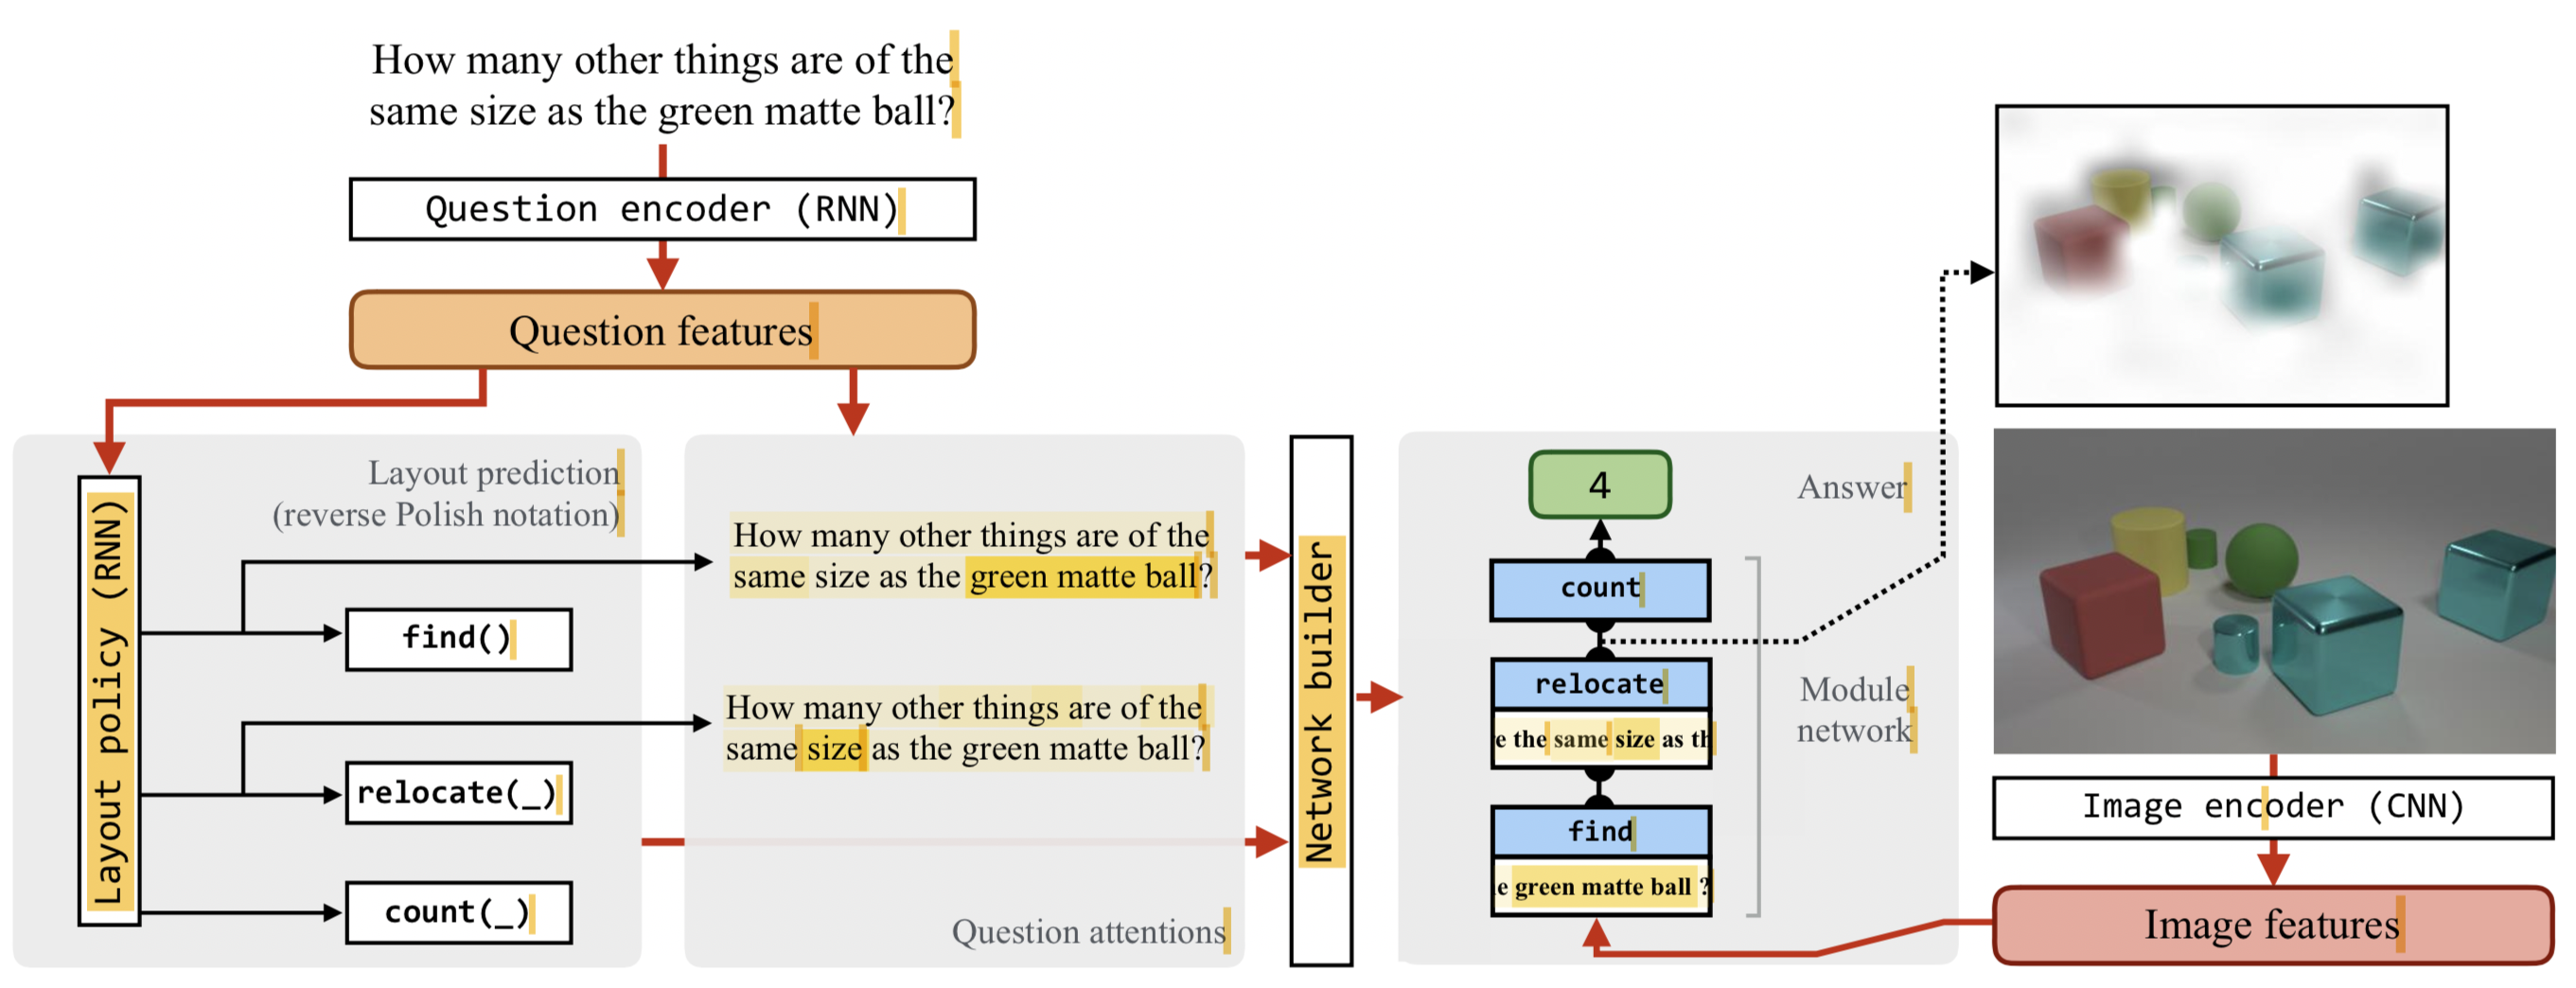 How many other things are of the
same size as the green matte ball?
Question encoder (RNN)
Question features
Layout policy (RNN)
Layout prediction
(reverse Polish notation)
find()
relocate(_)
count(_)
How many other things are of the
same size as the green matte ball?
How many other things are of the
same size as the green matte ball?
Question attentions
Network builder
4
Answer
count
relocate
e the same size as th
find
e green matte ball ?
Module
network
Image encoder (CNN)
Image features